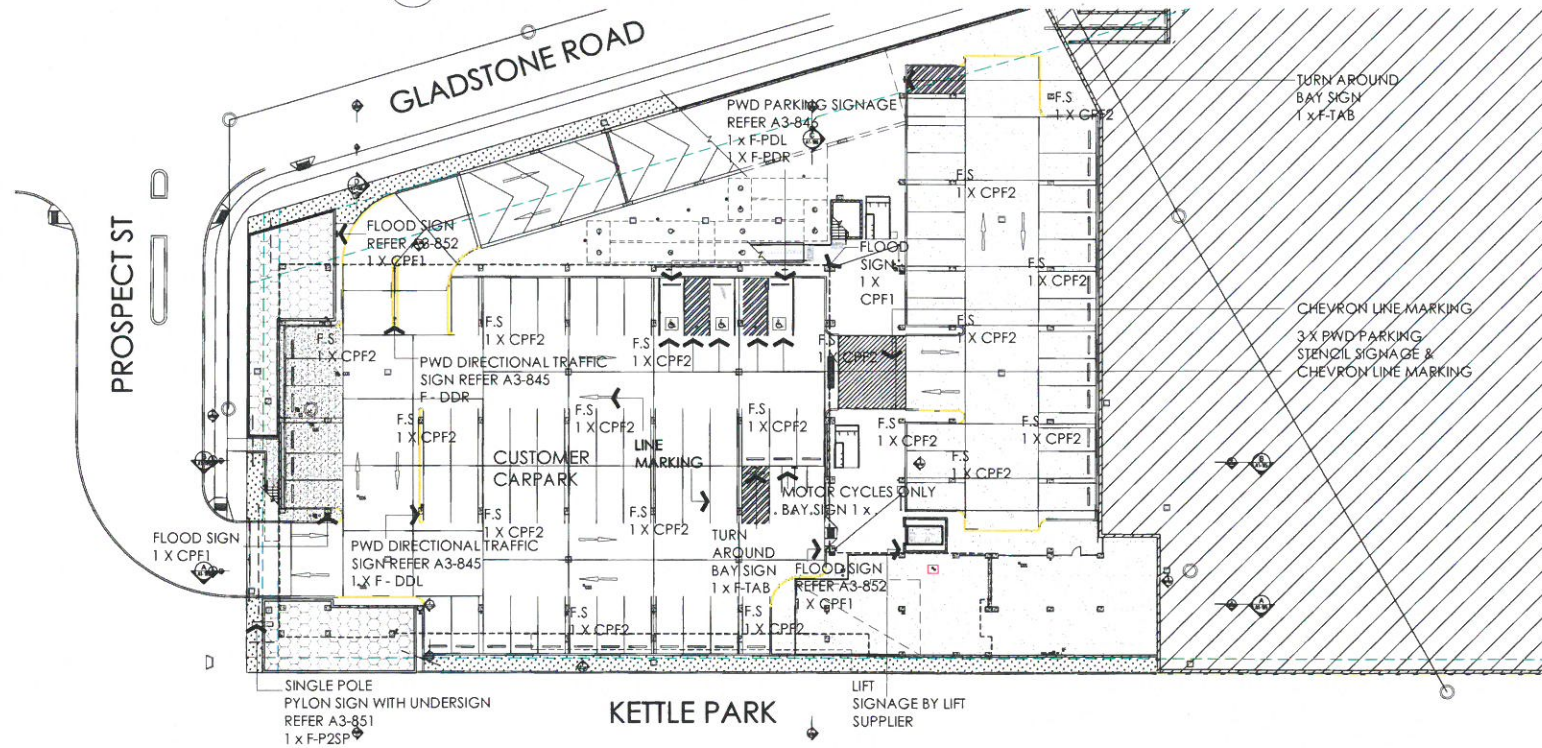 GLADSTONE ROAD
PROSPECT ST
PWD PARKING SIGNAGE
REFER A3-846
1 x F-PDL
1 X F-PDR
TURN AROUND
BAY SIGN
1 x F-TAB
F.S
1 X CPF2
F.S
1 X CPF2
FLOOD SIGN
REFER A3-852
1 X CPF1
FLOOD
SIGN
1 X
CPF1
F.S
1 X CPF2
CHEVRON LINE MARKING
3 X PWD PARKING
STENCIL SIGNAGE &
CHEVRON LINE MARKING
F.S
1 X CPF2
F.S
1 X CPF2
F.S
1 X CPF2
F.S
1 X CPF2
F.S
1 X CPF2
PWD DIRECTIONAL TRAFFIC
SIGN REFER A3-845
F - DDR
F.S
1 X CPF2
F.S
1 X CPF2
F.S
1 X CPF2
F.S
1 X CPF2
F.S
1 X CPF2
LINE
MARKING
CUSTOMER
CARPARK
F.S
1 X CPF2
MOTOR CYCLES ONLY
BAY SIGN 1 x
F.S
1 X CPF2
F.S
1 X CPF2
FLOOD SIGN
1 X CPF1
PWD DIRECTIONAL TRAFFIC
SIGN REFER A3-845
1 X F - DDL
TURN
AROUND
BAY SIGN
1 x F-TAB
FLOOD SIGN
REFER A3-852
1 X CPF1
F.S
1 X CPF2
F.S
1 X CPF2
SINGLE POLE
PYLON SIGN WITH UNDERSIGN
REFER A3-851
1 x F-P2SP
KETTLE PARK
LIFT
SIGNAGE BY LIFT
SUPPLIER